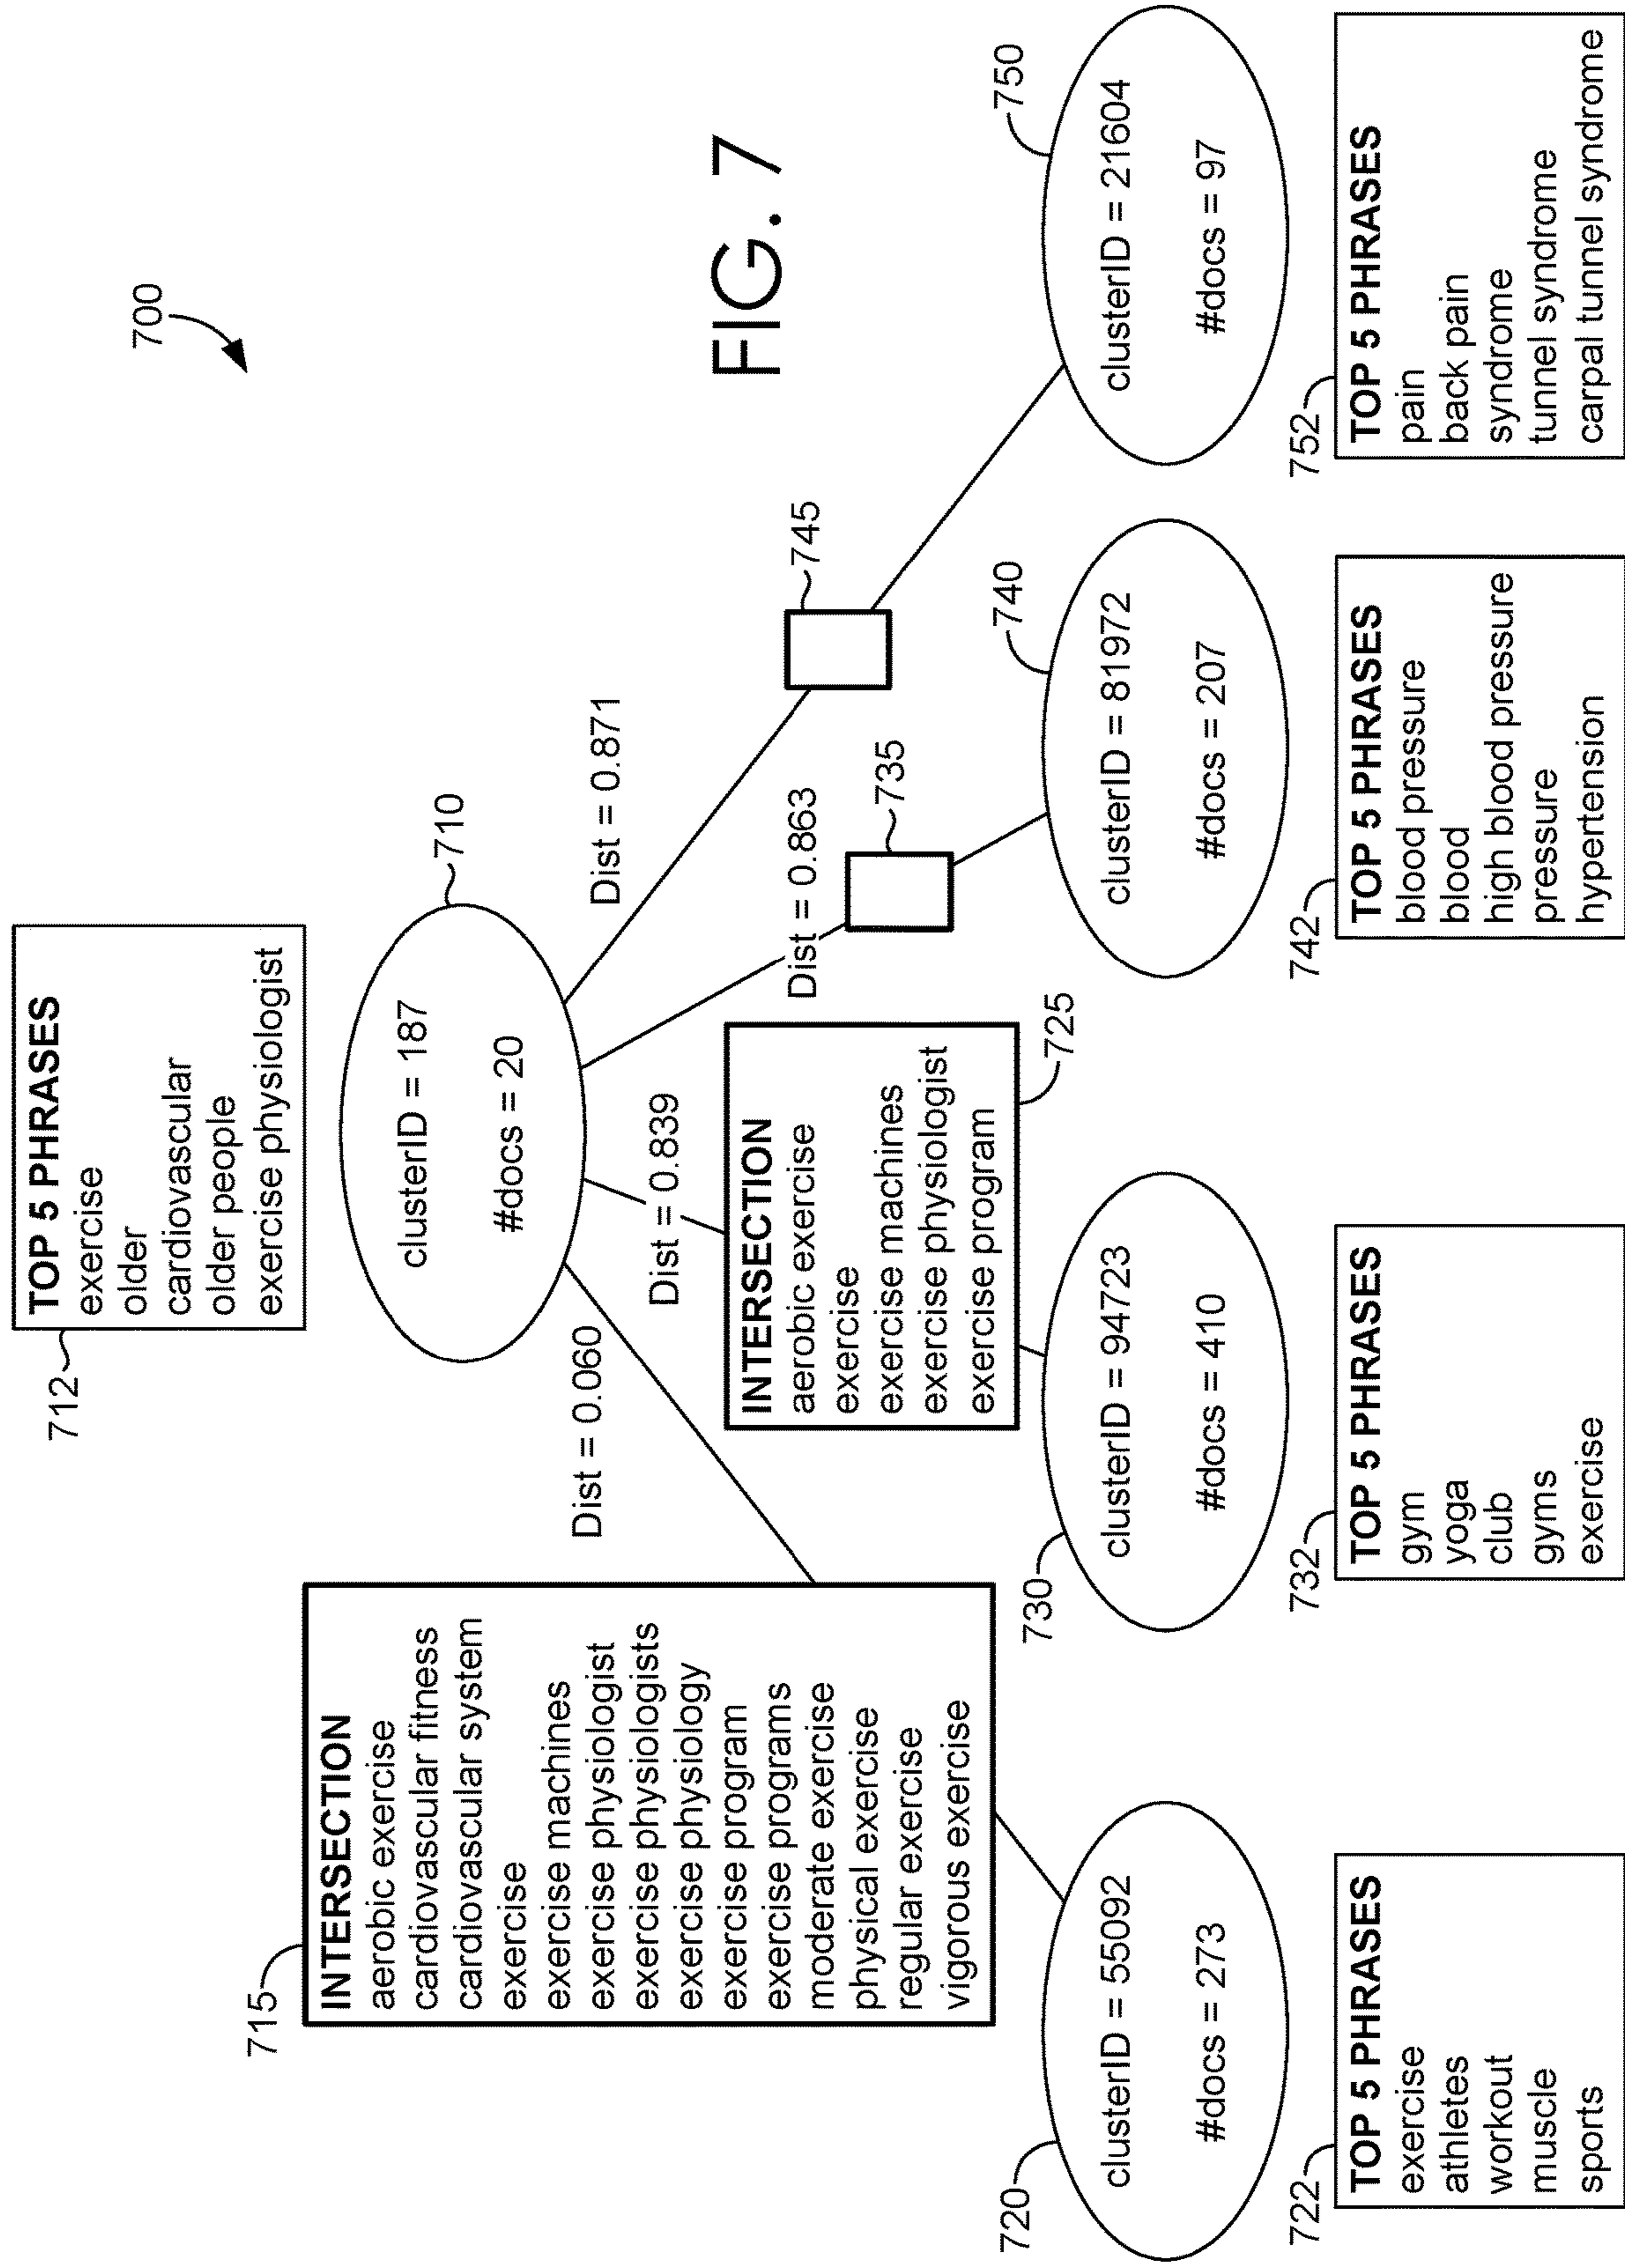 700
FIG. 7
712
TOP 5 PHRASES
exercise
older
cardiovascular
older people
exercise physiologist
710
clusterID = 187
#docs = 20
Dist = 0.060
Dist = 0.839
Dist = 0.863
Dist = 0.871
715
INTERSECTION
aerobic exercise
cardiovascular fitness
cardiovascular system
exercise
exercise machines
exercise physiologist
exercise physiologists
exercise physiology
exercise program
exercise programs
moderate exercise
physical exercise
regular exercise
vigorous exercise
725
INTERSECTION
aerobic exercise
exercise
exercise machines
exercise physiologist
exercise program
735
745
720
clusterID = 55092
#docs = 273
730
clusterID = 94723
#docs = 410
740
clusterID = 81972
#docs = 207
750
clusterID = 21604
#docs = 97
722
TOP 5 PHRASES
exercise
athletes
workout
muscle
sports
732
TOP 5 PHRASES
gym
yoga
club
gyms
exercise
742
TOP 5 PHRASES
blood pressure
blood
high blood pressure
pressure
hypertension
752
TOP 5 PHRASES
pain
back pain
syndrome
tunnel syndrome
carpal tunnel syndrome